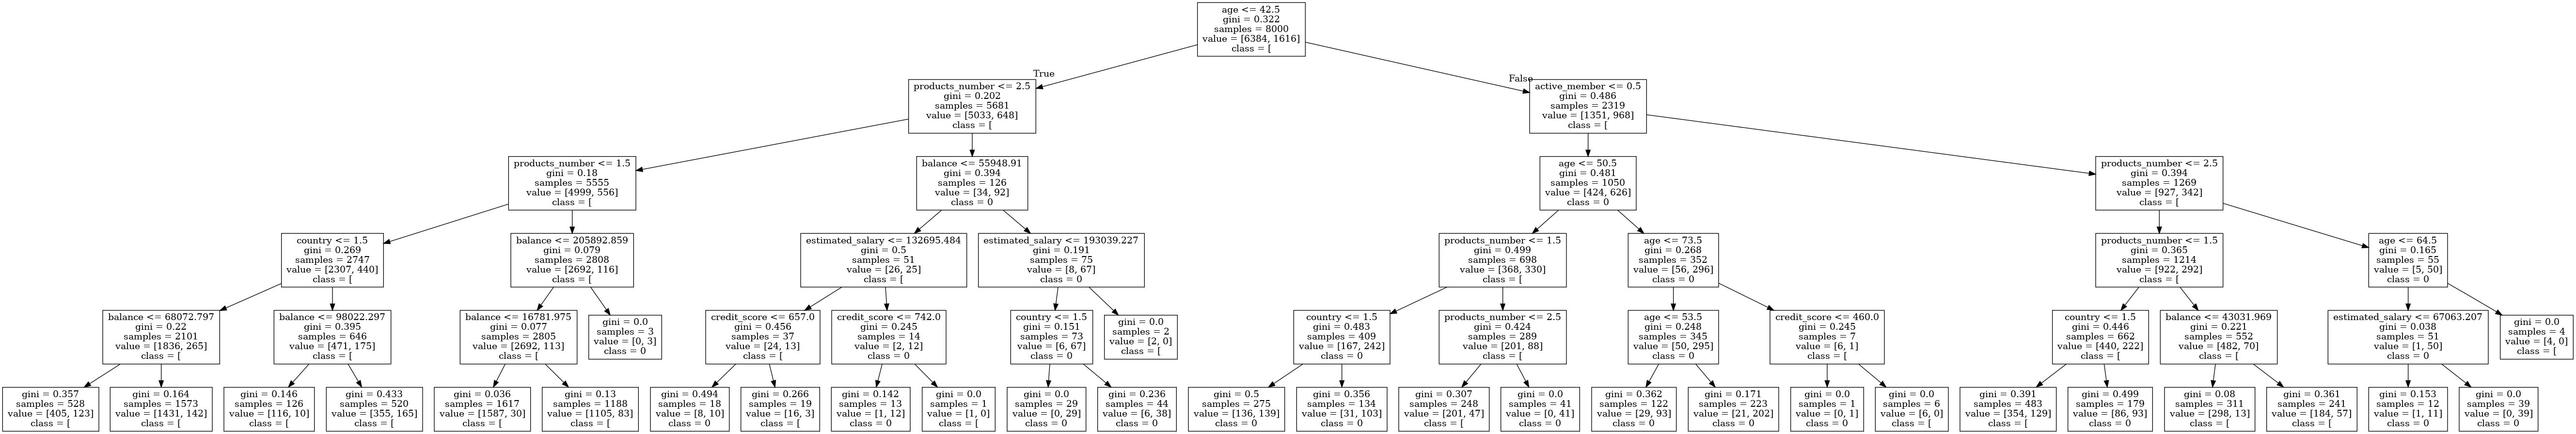 age <= 42.5
gini = 0.322
samples = 8000
value = [6384, 1616]
class = [
True
False
products_number <= 2.5
gini = 0.202
samples = 5681
value = [5033, 648]
class = [
active_member <= 0.5
gini = 0.486
samples = 2319
value = [1351, 968]
class = [
products_number <= 1.5
gini = 0.18
samples = 5555
value = [4999, 556]
class = [
balance <= 55948.91
gini = 0.394
samples = 126
value = [34, 92]
class = 0
age <= 50.5
gini = 0.481
samples = 1050
value = [424, 626]
class = 0
products_number <= 2.5
gini = 0.394
samples = 1269
value = [927, 342]
class = [
country <= 1.5
gini = 0.269
samples = 2747
value = [2307, 440]
class = [
balance <= 205892.859
gini = 0.079
samples = 2808
value = [2692, 116]
class = [
estimated_salary <= 132695.484
gini = 0.5
samples = 51
value = [26, 25]
class = [
estimated_salary <= 193039.227
gini = 0.191
samples = 75
value = [8, 67]
class = 0
products_number <= 1.5
gini = 0.499
samples = 698
value = [368, 330]
class = [
age <= 73.5
gini = 0.268
samples = 352
value = [56, 296]
class = 0
products_number <= 1.5
gini = 0.365
samples = 1214
value = [922, 292]
class = [
age <= 64.5
gini = 0.165
samples = 55
value = [5, 50]
class = 0
balance <= 68072.797
gini = 0.22
samples = 2101
value = [1836, 265]
class = [
balance <= 98022.297
gini = 0.395
samples = 646
value = [471, 175]
class = [
balance <= 16781.975
gini = 0.077
samples = 2805
value = [2692, 113]
class = [
gini = 0.0
samples = 3
value = [0, 3]
class = 0
credit_score <= 657.0
gini = 0.456
samples = 37
value = [24, 13]
class = [
credit_score <= 742.0
gini = 0.245
samples = 14
value = [2, 12]
class = 0
country <= 1.5
gini = 0.151
samples = 73
value = [6, 67]
class = 0
gini = 0.0
samples = 2
value = [2, 0]
class = [
country <= 1.5
gini = 0.483
samples = 409
value = [167, 242]
class = 0
products_number <= 2.5
gini = 0.424
samples = 289
value = [201, 88]
class = [
age <= 53.5
gini = 0.248
samples = 345
value = [50, 295]
class = 0
credit_score <= 460.0
gini = 0.245
samples = 7
value = [6, 1]
class = [
country <= 1.5
gini = 0.446
samples = 662
value = [440, 222]
class = [
balance <= 43031.969
gini = 0.221
samples = 552
value = [482, 70]
class = [
estimated_salary <= 67063.207
gini = 0.038
samples = 51
value = [1, 50]
class = 0
gini = 0.0
samples = 4
value = [4, 0]
class = [
gini = 0.357
samples = 528
value = [405, 123]
class = [
gini = 0.164
samples = 1573
value = [1431, 142]
class = [
gini = 0.146
samples = 126
value = [116, 10]
class = [
gini = 0.433
samples = 520
value = [355, 165]
class = [
gini = 0.036
samples = 1617
value = [1587, 30]
class = [
gini = 0.13
samples = 1188
value = [1105, 83]
class = [
gini = 0.494
samples = 18
value = [8, 10]
class = 0
gini = 0.266
samples = 19
value = [16, 3]
class = [
gini = 0.142
samples = 13
value = [1, 12]
class = 0
gini = 0.0
samples = 1
value = [1, 0]
class = [
gini = 0.0
samples = 29
value = [0, 29]
class = 0
gini = 0.236
samples = 44
value = [6, 38]
class = 0
gini = 0.5
samples = 275
value = [136, 139]
class = 0
gini = 0.356
samples = 134
value = [31, 103]
class = 0
gini = 0.307
samples = 248
value = [201, 47]
class = [
gini = 0.0
samples = 41
value = [0, 41]
class = 0
gini = 0.362
samples = 122
value = [29, 93]
class = 0
gini = 0.171
samples = 223
value = [21, 202]
class = 0
gini = 0.0
samples = 1
value = [0, 1]
class = 0
gini = 0.0
samples = 6
value = [6, 0]
class = [
gini = 0.391
samples = 483
value = [354, 129]
class = [
gini = 0.499
samples = 179
value = [86, 93]
class = 0
gini = 0.08
samples = 311
value = [298, 13]
class = [
gini = 0.361
samples = 241
value = [184, 57]
class = [
gini = 0.153
samples = 12
value = [1, 11]
class = 0
gini = 0.0
samples = 39
value = [0, 39]
class = 0